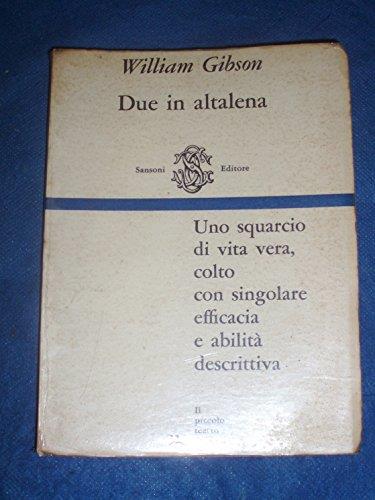 William Gibson
Due in altalena
Sansoni Editore
Uno squarcio
di vita vera,
colto
con singolare
efficacia
e abilità
descrittiva
Il
piccolo
teatro